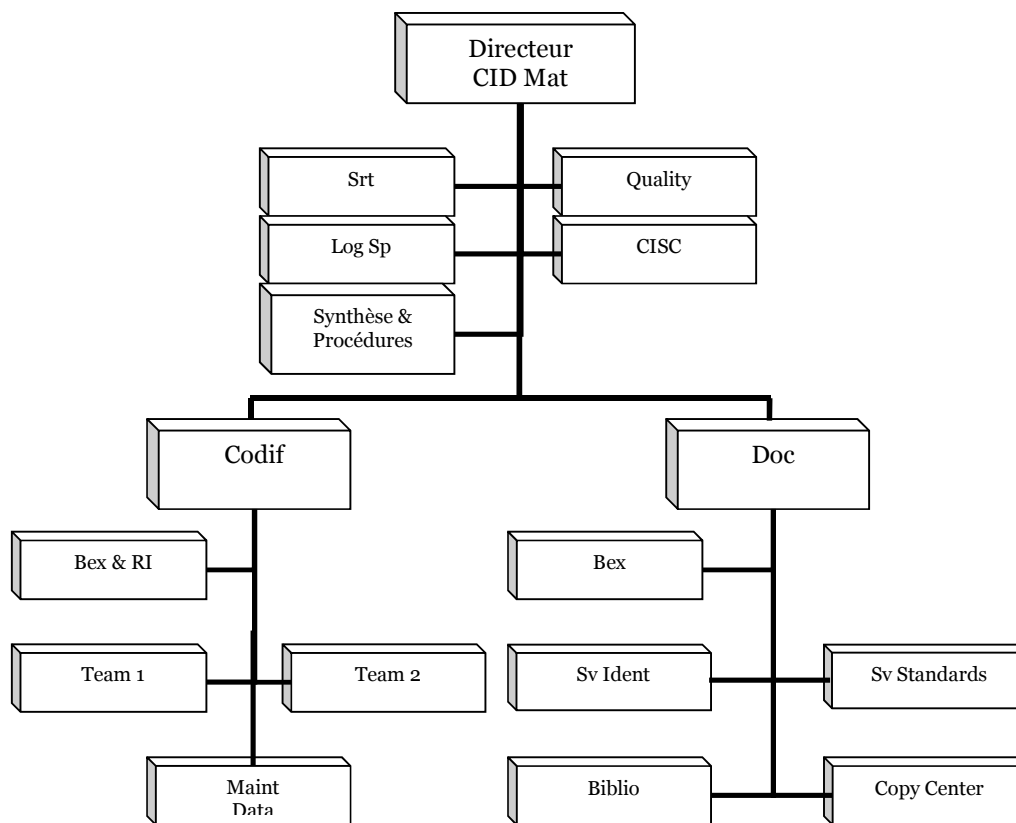 Directeur
CID Mat
Srt
Quality
Log Sp
CISC
Synthèse &
Procédures
Codif
Doc
Bex & RI
Bex
Team 1
Team 2
Sv Ident
Sv Standards
Maint
Data
Biblio
Copy Center